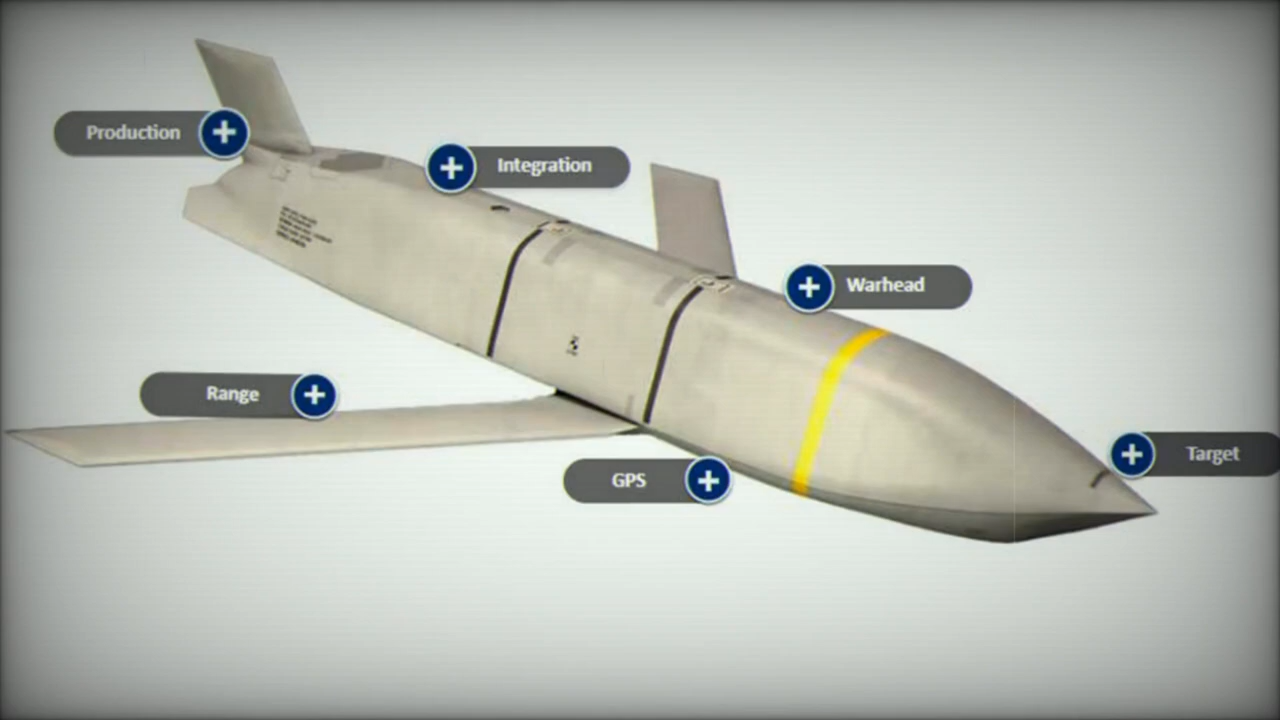 Production
Integration
Warhead
Range
Target
GPS